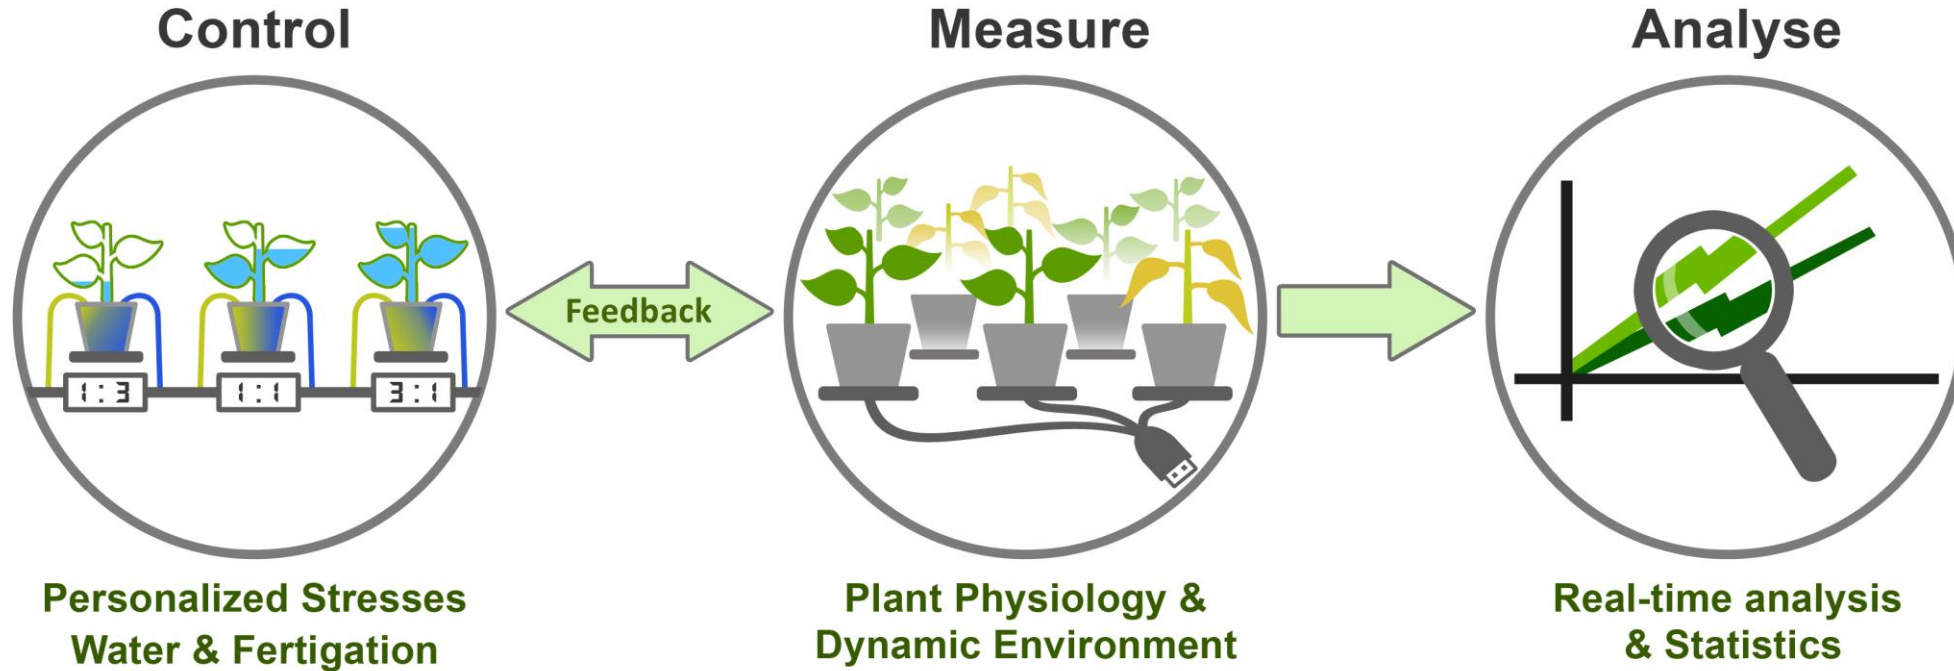 Control
Measure
Analyse
1:3
1:1
3:1
Feedback
Personalized Stresses
Water & Fertigation
Plant Physiology &
Dynamic Environment
Real-time analysis
& Statistics